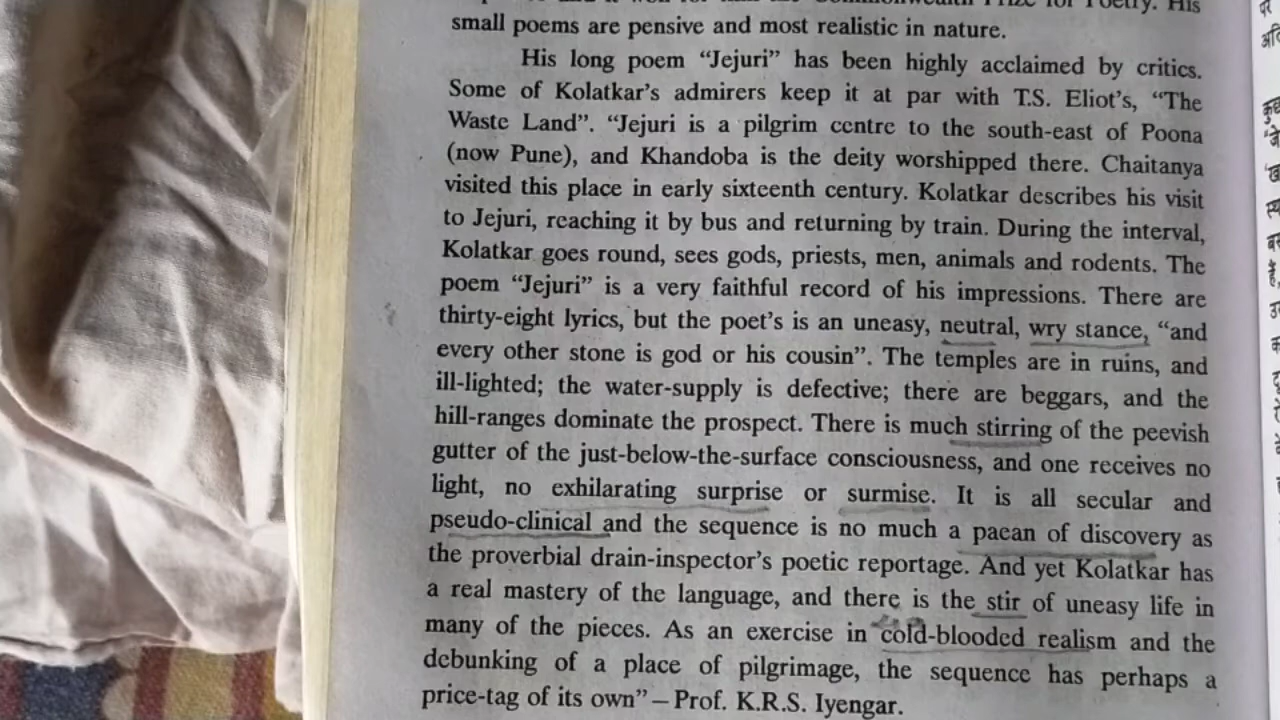 Prize for Poetry. His
small poems are pensive and most realistic in nature.
His long poem “Jejuri” has been highly acclaimed by critics.
Some of Kolatkar’s admirers keep it at par with T.S. Eliot’s, “The
Waste Land”. “Jejuri is a pilgrim centre to the south-east of Poona
(now Pune), and Khandoba is the deity worshipped there. Chaitanya
visited this place in early sixteenth century. Kolatkar describes his visit
to Jejuri, reaching it by bus and returning by train. During the interval,
Kolatkar goes round, sees gods, priests, men, animals and rodents. The
poem “Jejuri” is a very faithful record of his impressions. There are
thirty-eight lyrics, but the poet’s is an uneasy, neutral, wry stance, “and
every other stone is god or his cousin”. The temples are in ruins, and
ill-lighted; the water-supply is defective; there are beggars, and the
hill-ranges dominate the prospect. There is much stirring of the peevish
gutter of the just-below-the-surface consciousness, and one receives no
light, no exhilarating surprise or surmise. It is all secular and
pseudo-clinical and the sequence is no much a paean of discovery as
the proverbial drain-inspector’s poetic reportage. And yet Kolatkar has
a real mastery of the language, and there is the stir of uneasy life in
many of the pieces. As an exercise in cold-blooded realism and the
debunking of a place of pilgrimage, the sequence has perhaps a
price-tag of its own” – Prof. K.R.S. Iyengar.